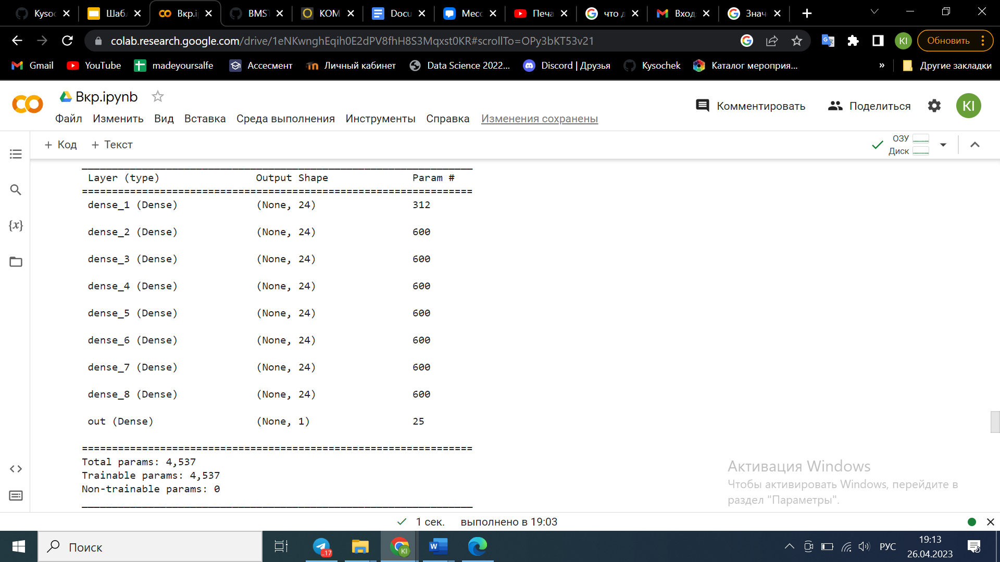 Kyso
Шаб
Вкр.i
BMST
KOM
Docu
Месс
Печа
что д
Вход
Знач
colab.research.google.com/drive/1eNKwnghEqih0E2dPV8fhH8S3Mqxst0KR#scrollTo=OPy3bKT53v21
KI
Обновить
Gmail
YouTube
madeyoursalfe
Ассесмент
Личный кабинет
Data Science 2022...
Discord | Друзья
Kysochek
Каталог мероприя...
»
Другие закладки
Вкр.ipynb
Комментировать
Поделиться
KI
Файл Изменить Вид Вставка Среда выполнения Инструменты Справка Изменения сохранены
+ Код + Текст
ОЗУ
Диск
Layer (type) Output Shape Param #
=================================================================
dense_1 (Dense) (None, 24) 312
dense_2 (Dense) (None, 24) 600
dense_3 (Dense) (None, 24) 600
dense_4 (Dense) (None, 24) 600
dense_5 (Dense) (None, 24) 600
dense_6 (Dense) (None, 24) 600
dense_7 (Dense) (None, 24) 600
dense_8 (Dense) (None, 24) 600
out (Dense) (None, 1) 25
=================================================================
Total params: 4,537
Trainable params: 4,537
Non-trainable params: 0
Активация Windows
Чтобы активировать Windows, перейдите в
раздел "Параметры".
1 сек. выполнено в 19:03
Поиск
..17
KI
W
РУС
19:13
26.04.2023